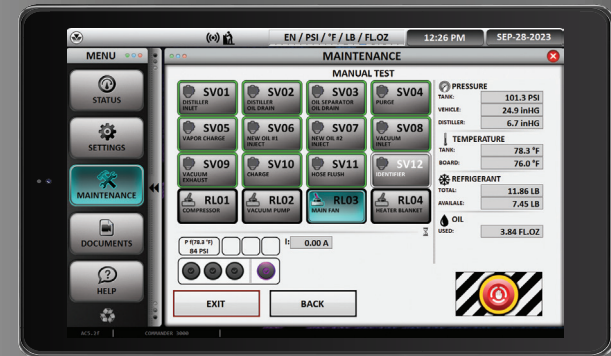 EN / PSI / °F / LB / FL.OZ
12:26 PM
SEP-28-2023
MENU
MAINTENANCE
STATUS
SETTINGS
MAINTENANCE
DOCUMENTS
HELP
MANUAL TEST
SV01
DISTILLER
INLET
SV02
DISTILLER
OIL DRAIN
SV03
OIL SEPARATOR
OIL DRAIN
SV04
PURGE
SV05
VAPOR CHARGE
SV06
NEW OIL #1
INJECT
SV07
NEW OIL #2
INJECT
SV08
VACUUM
INLET
SV09
VACUUM
EXHAUST
SV10
CHARGE
SV11
HOSE FLUSH
SV12
IDENTIFIER
RL01
COMPRESSOR
RL02
VACUUM PUMP
RL03
MAIN FAN
RL04
HEATER BLANKET
P f(78.3 °F)
84 PSI
I: 0.00 A
EXIT
BACK
PRESSURE
TANK: 101.3 PSI
VEHICLE: 24.9 inHG
DISTILLER: 6.7 inHG
TEMPERATURE
TANK: 78.3 °F
BOARD: 76.0 °F
REFRIGERANT
TOTAL: 11.86 LB
AVAILALE: 7.45 LB
OIL
USED: 3.84 FL.OZ
AC5.2F
COMMANDER 3000